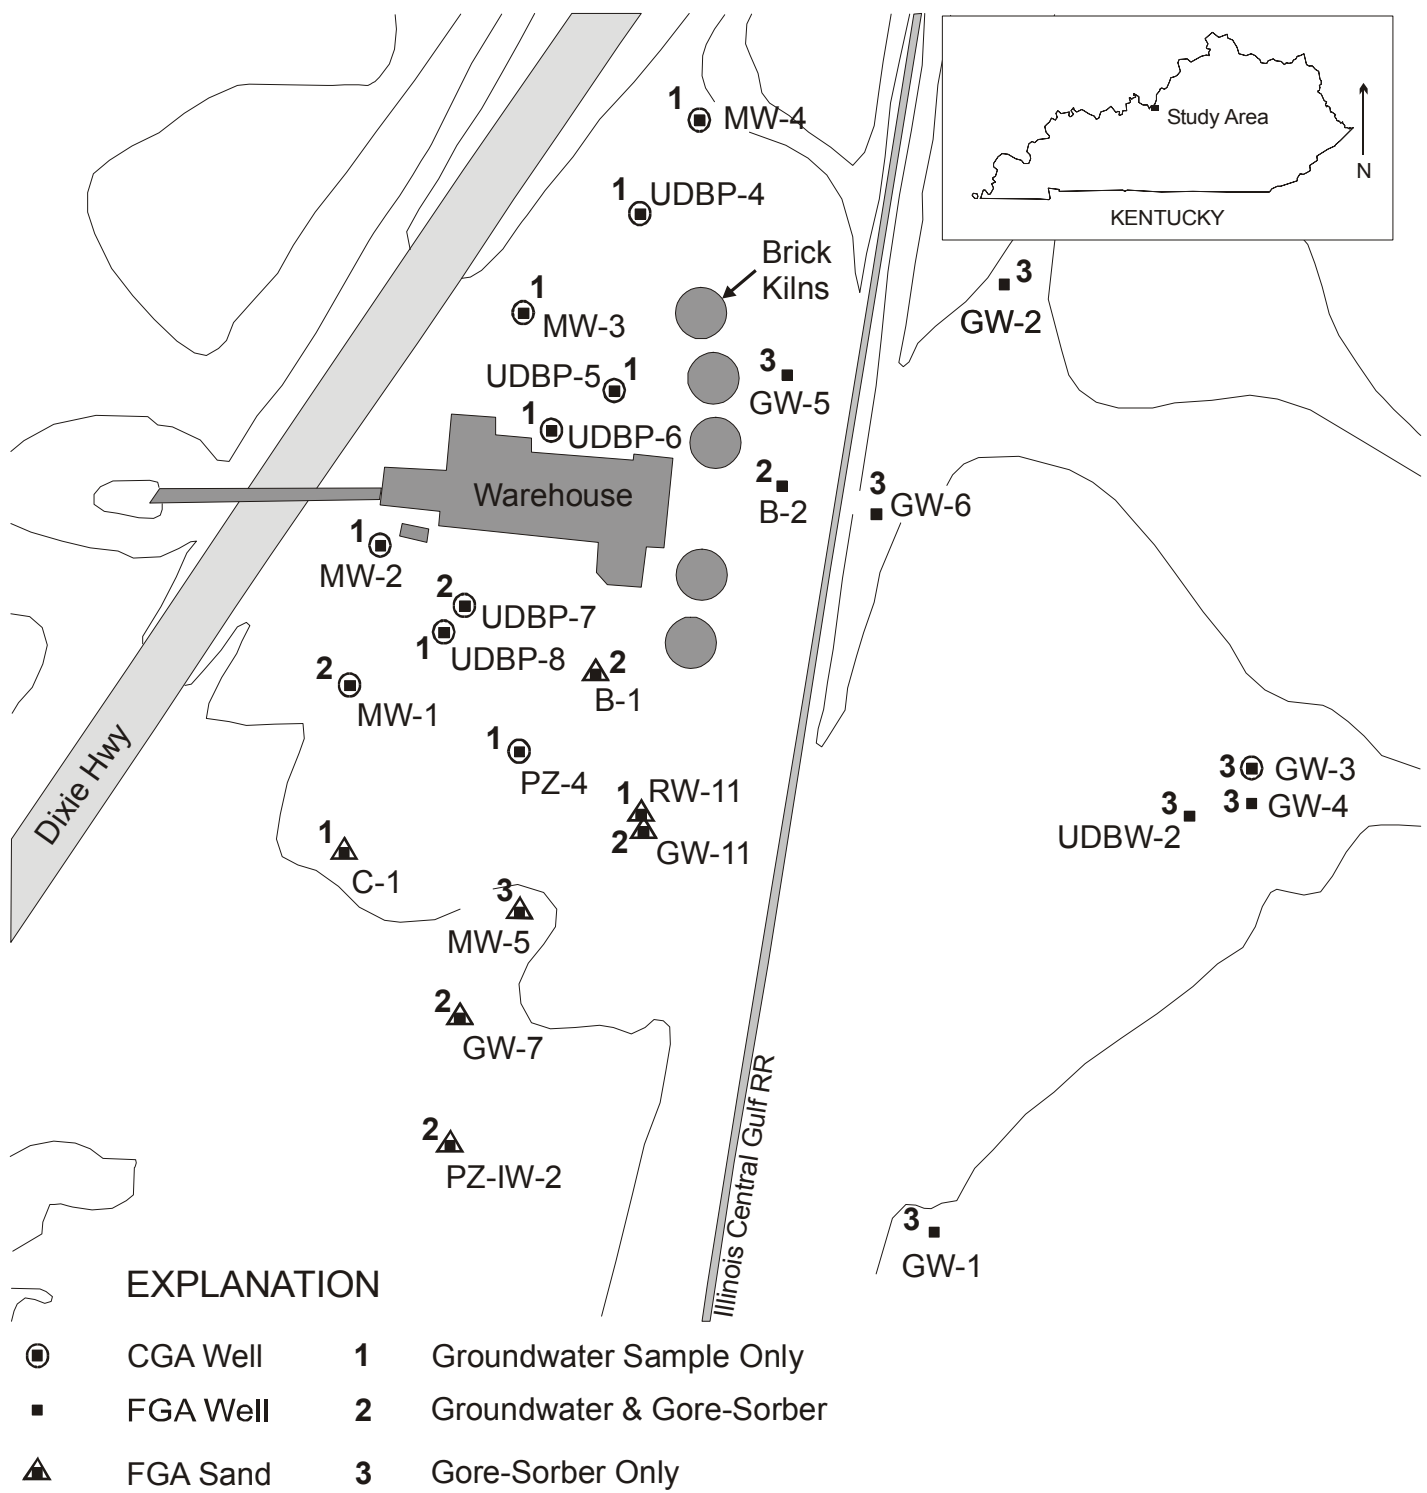 1 MW-4
Study Area
N
KENTUCKY
1 UDBP-4
Brick
Kilns
3
GW-2
1
MW-3
UDBP-5 1
3
GW-5
1
UDBP-6
Warehouse
2
B-2
3
GW-6
1
MW-2
2
UDBP-7
1
UDBP-8
2
B-1
2
MW-1
Dixie Hwy
1
PZ-4
3 GW-3
3 GW-4
3
UDBW-2
1 RW-11
2 GW-11
1
C-1
3
MW-5
2
GW-7
Illinois Central Gulf RR
2
PZ-IW-2
3
GW-1
EXPLANATION
CGA Well 1 Groundwater Sample Only
FGA Well 2 Groundwater & Gore-Sorber
FGA Sand 3 Gore-Sorber Only